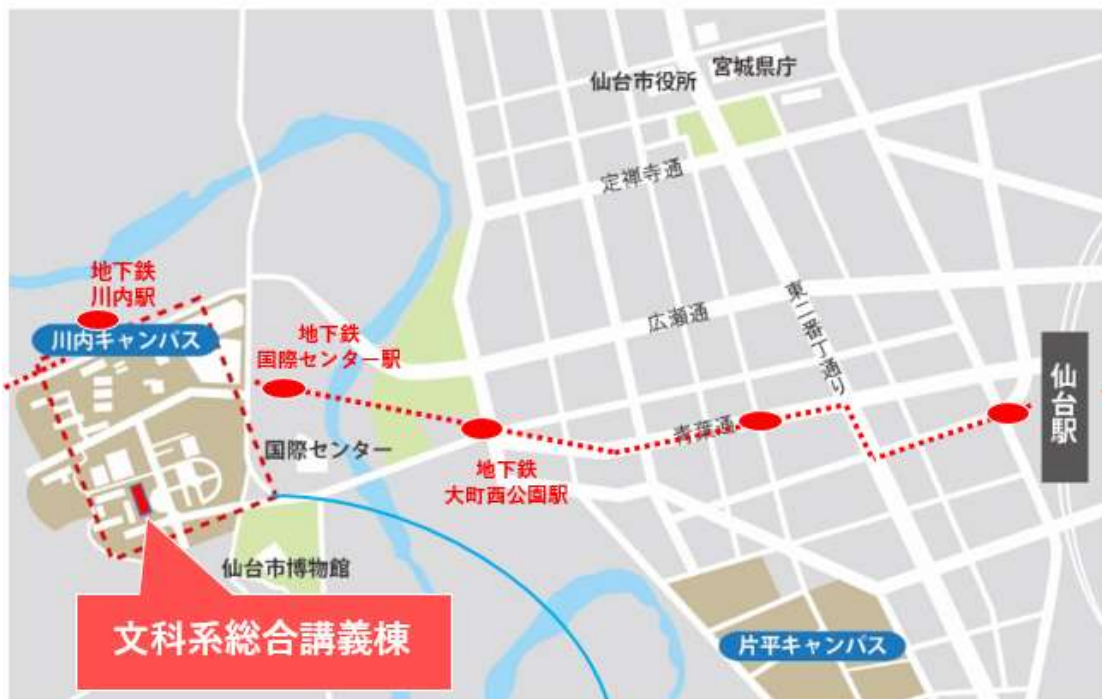 仙台市役所
宮城県庁
定禅寺通
地下鉄
川内駅
川内キャンパス
地下鉄
国際センター駅
広瀬通
東二番丁通り
仙台駅
青葉通
国際センター
地下鉄
大町西公園駅
仙台市博物館
文科系総合講義棟
片平キャンパス